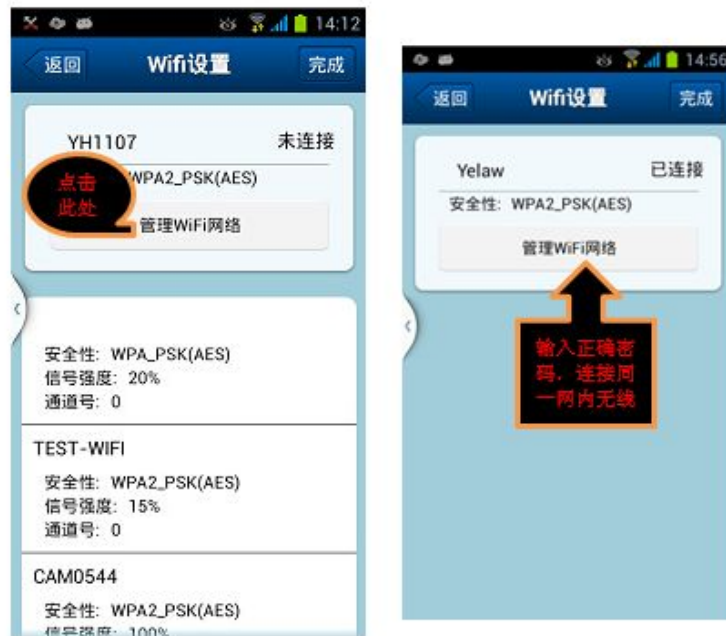 14:12
返回 Wifi设置 完成
YH1107 未连接
WPA2_PSK(AES)
点击
此处
管理WiFi网络
安全性: WPA_PSK(AES)
信号强度: 20%
通道号: 0
TEST-WIFI
安全性: WPA2_PSK(AES)
信号强度: 15%
通道号: 0
CAM0544
安全性: WPA2_PSK(AES)
信号强度: 100%
14:56
返回 Wifi设置 完成
Yelaw 已连接
安全性: WPA2_PSK(AES)
管理WiFi网络
输入正确密
码，连接同
一网内无线